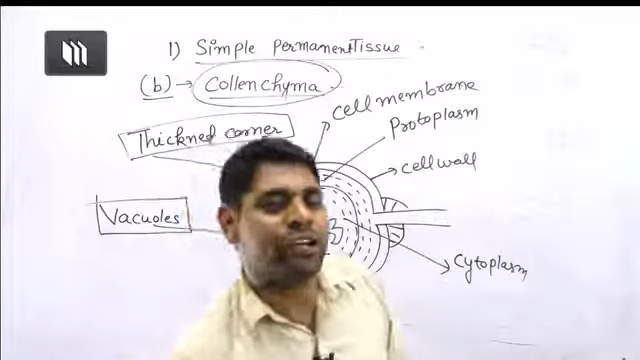 1) Simple PermanentTissue
(b) → Collenchyma
cell membrane
Protoplasm
Thickned corner
cell wall
Vacuoles
Cytoplasm